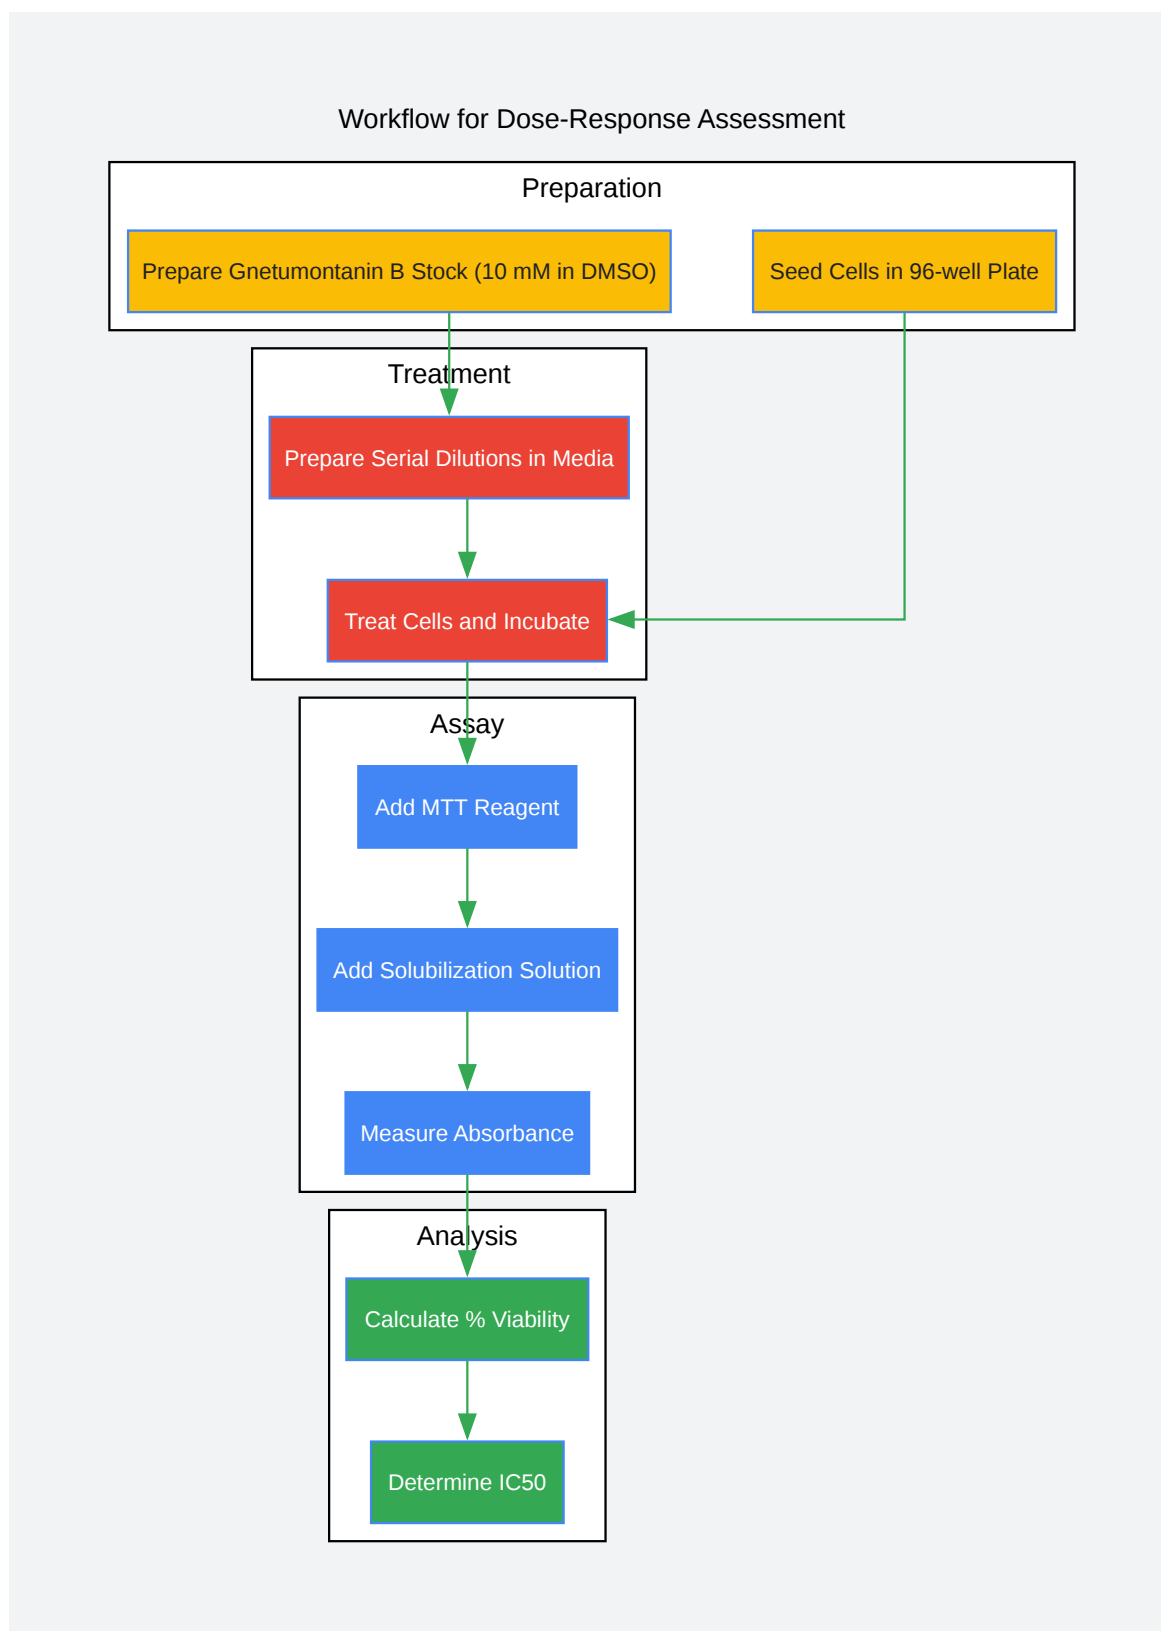 Workflow for Dose-Response Assessment
Preparation
Prepare Gnetumontanin B Stock (10 mM in DMSO)
Seed Cells in 96-well Plate
Treatment
Prepare Serial Dilutions in Media
Treat Cells and Incubate
Assay
Add MTT Reagent
Add Solubilization Solution
Measure Absorbance
Analysis
Calculate % Viability
Determine IC50